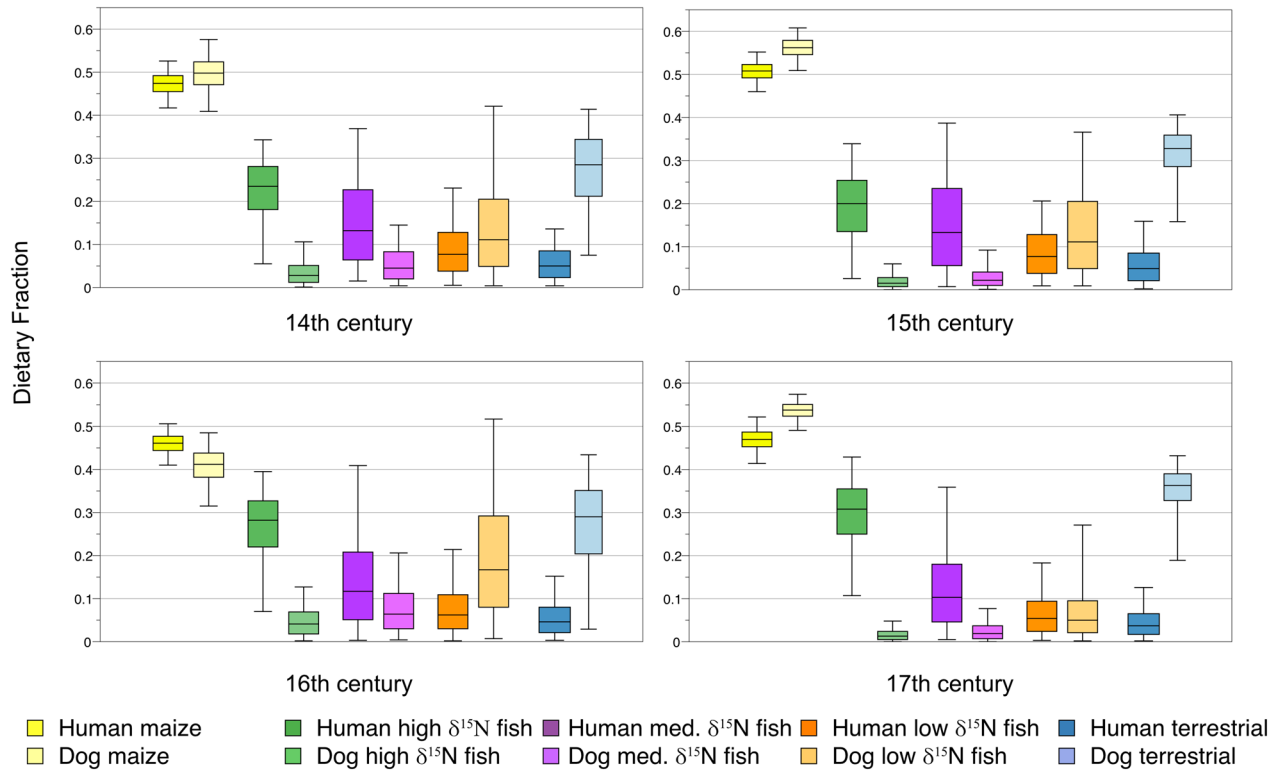 0.6 0.5 0.4 0.3 0.2 0.1 0
14th century
0.6 0.5 0.4 0.3 0.2 0.1 0
15th century
Dietary Fraction
0.6 0.5 0.4 0.3 0.2 0.1 0
16th century
0.6 0.5 0.4 0.3 0.2 0.1 0
17th century
Human maize Human high δ¹⁵N fish Human med. δ¹⁵N fish Human low δ¹⁵N fish Human terrestrial
Dog maize Dog high δ¹⁵N fish Dog med. δ¹⁵N fish Dog low δ¹⁵N fish Dog terrestrial